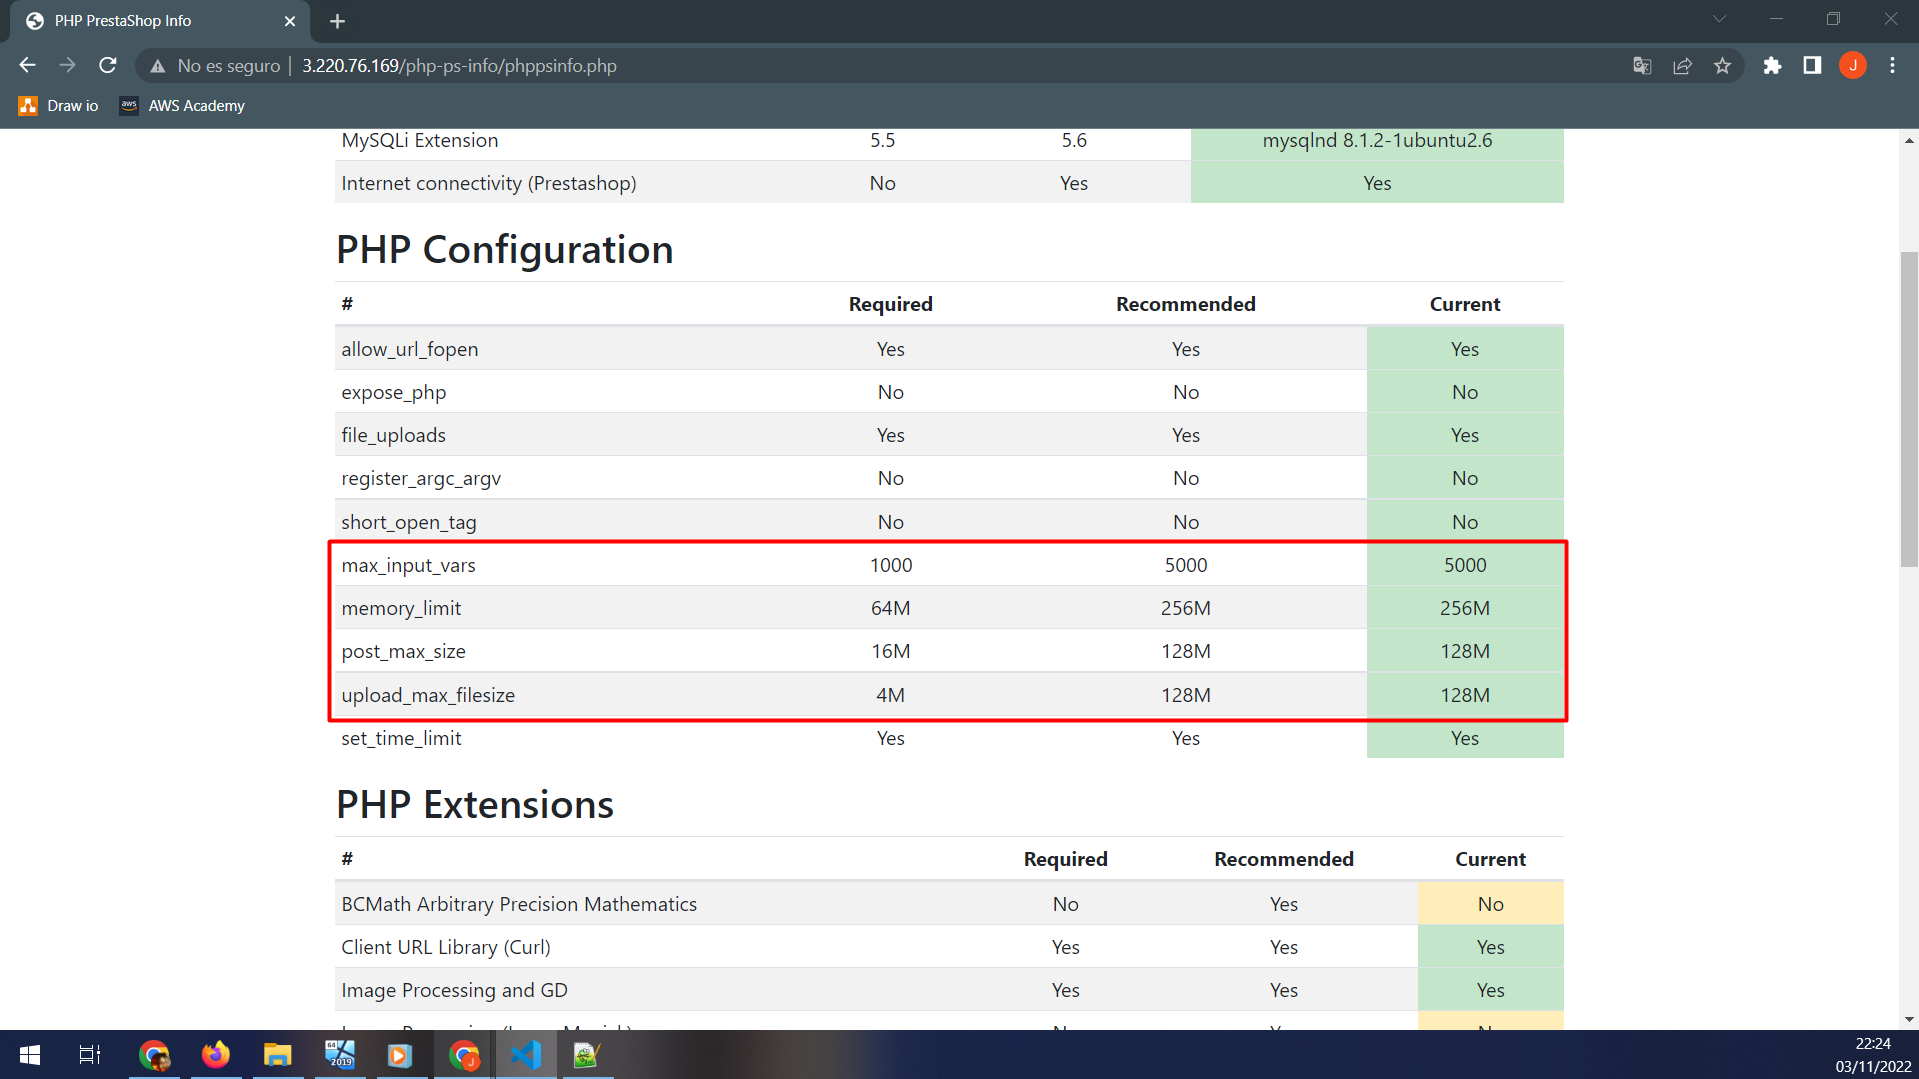 PHP PrestaShop Info
No es seguro | 3.220.76.169/php-ps-info/phppsinfo.php
J
Draw io
aws AWS Academy
MySQLi Extension 5.5 5.6 mysqlnd 8.1.2-1ubuntu2.6
Internet connectivity (Prestashop) No Yes Yes
PHP Configuration
# Required Recommended Current
allow_url_fopen Yes Yes Yes
expose_php No No No
file_uploads Yes Yes Yes
register_argc_argv No No No
short_open_tag No No No
max_input_vars 1000 5000 5000
memory_limit 64M 256M 256M
post_max_size 16M 128M 128M
upload_max_filesize 4M 128M 128M
set_time_limit Yes Yes Yes
PHP Extensions
# Required Recommended Current
BCMath Arbitrary Precision Mathematics No Yes No
Client URL Library (Curl) Yes Yes Yes
Image Processing and GD Yes Yes Yes
64
2019
J
22:24
03/11/2022